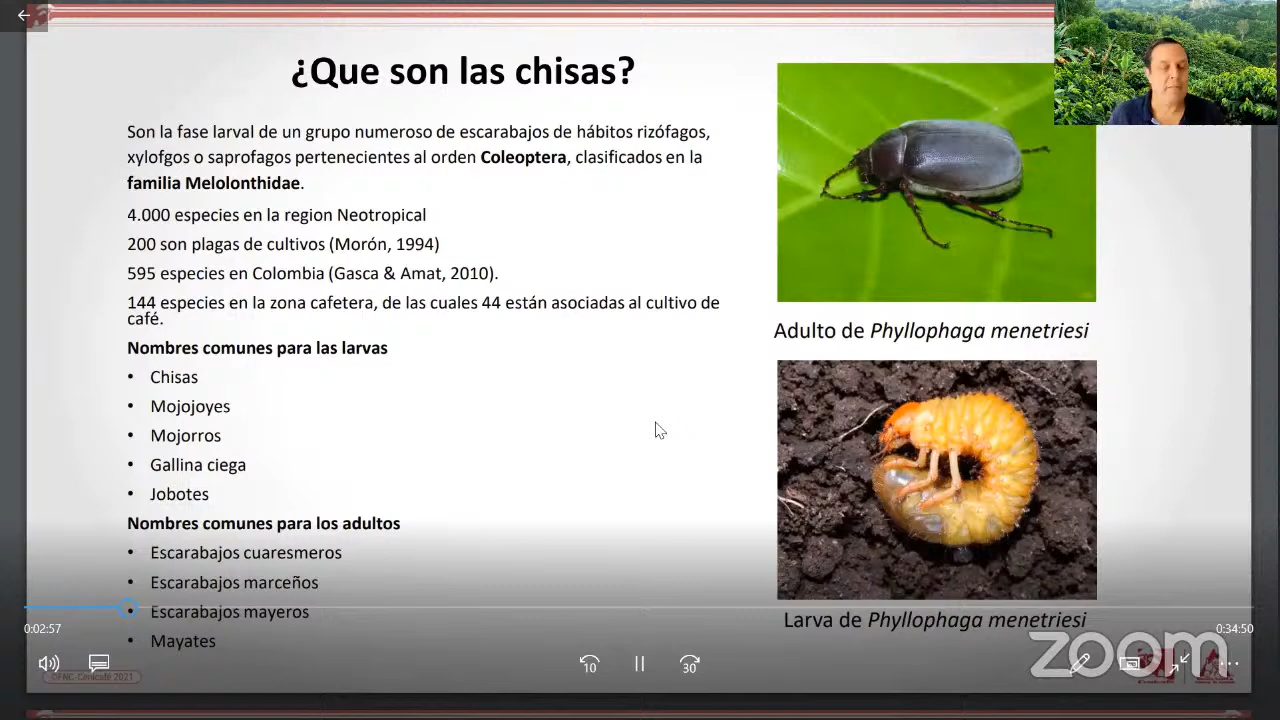 ¿Que son las chisas?
Son la fase larval de un grupo numeroso de escarabajos de hábitos rizófagos,
xylofgos o saprofagos pertenecientes al orden Coleoptera, clasificados en la
familia Melolonthidae.
4.000 especies en la region Neotropical
200 son plagas de cultivos (Morón, 1994)
595 especies en Colombia (Gasca & Amat, 2010).
144 especies en la zona cafetera, de las cuales 44 están asociadas al cultivo de
café.
Nombres comunes para las larvas
• Chisas
• Mojojoyes
• Mojorros
• Gallina ciega
• Jobotes
Nombres comunes para los adultos
• Escarabajos cuaresmeros
• Escarabajos marceños
• Escarabajos mayeros
• Mayates
Adulto de Phyllophaga menetriesi
Larva de Phyllophaga menetriesi
0:02:57
0:34:50
10
30
zoom
©FNC-Cenicafé 2021